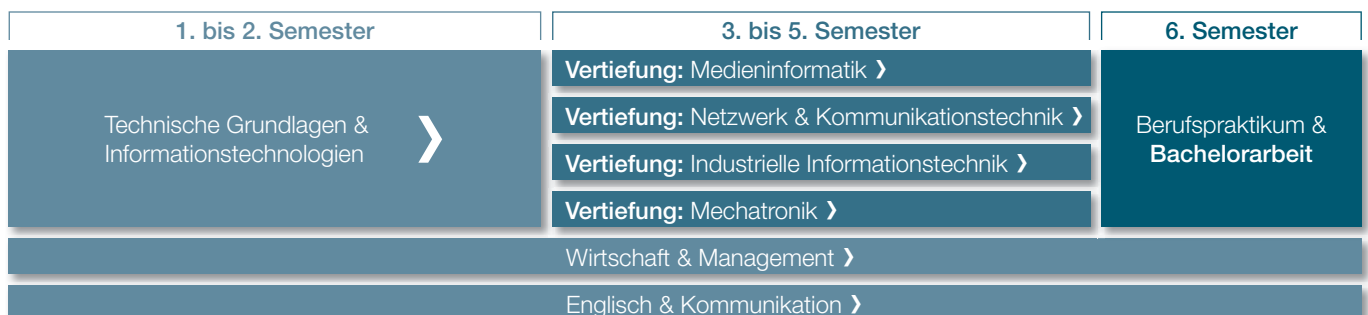 1. bis 2. Semester
3. bis 5. Semester
6. Semester
Technische Grundlagen &
Informationstechnologien ❯
Vertiefung: Medieninformatik ❯
Vertiefung: Netzwerk & Kommunikationstechnik ❯
Vertiefung: Industrielle Informationstechnik ❯
Vertiefung: Mechatronik ❯
Berufspraktikum &
Bachelorarbeit
Wirtschaft & Management ❯
Englisch & Kommunikation ❯